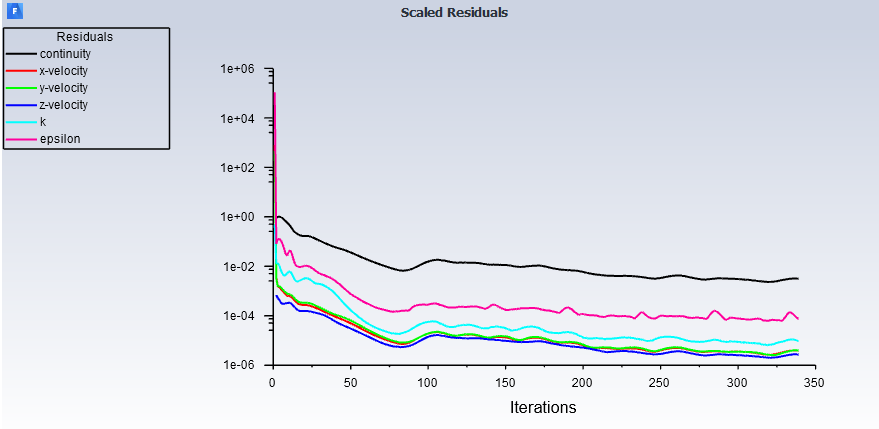 F
Scaled Residuals
Residuals
continuity
x-velocity
y-velocity
z-velocity
k
epsilon
1e+06
1e+04
1e+02
1e+00
1e-02
1e-04
1e-06
0 50 100 150 200 250 300 350
Iterations